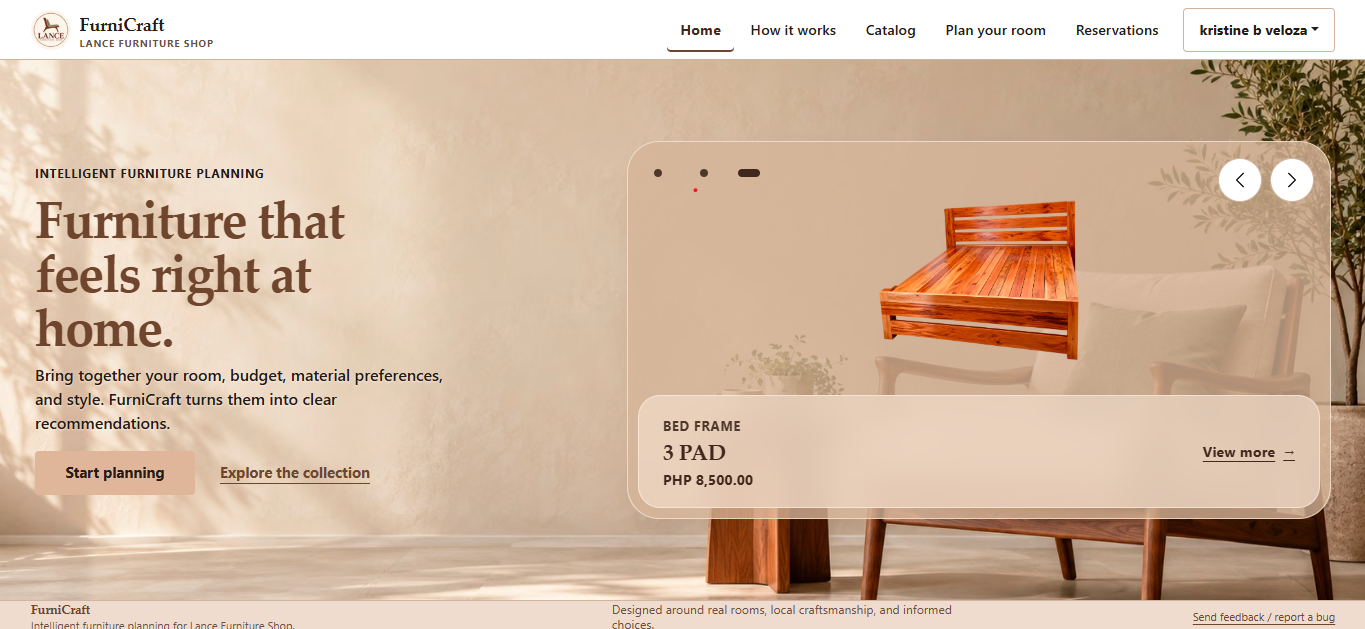 LANCE
FurniCraft
LANCE FURNITURE SHOP
Home
How it works
Catalog
Plan your room
Reservations
kristine b veloza
INTELLIGENT FURNITURE PLANNING
Furniture that
feels right at
home.
Bring together your room, budget, material preferences,
and style. FurniCraft turns them into clear
recommendations.
Start planning
Explore the collection
BED FRAME
3 PAD
PHP 8,500.00
View more →
FurniCraft
Intelligent furniture planning for Lance Furniture Shop.
Designed around real rooms, local craftsmanship, and informed
choices.
Send feedback / report a bug